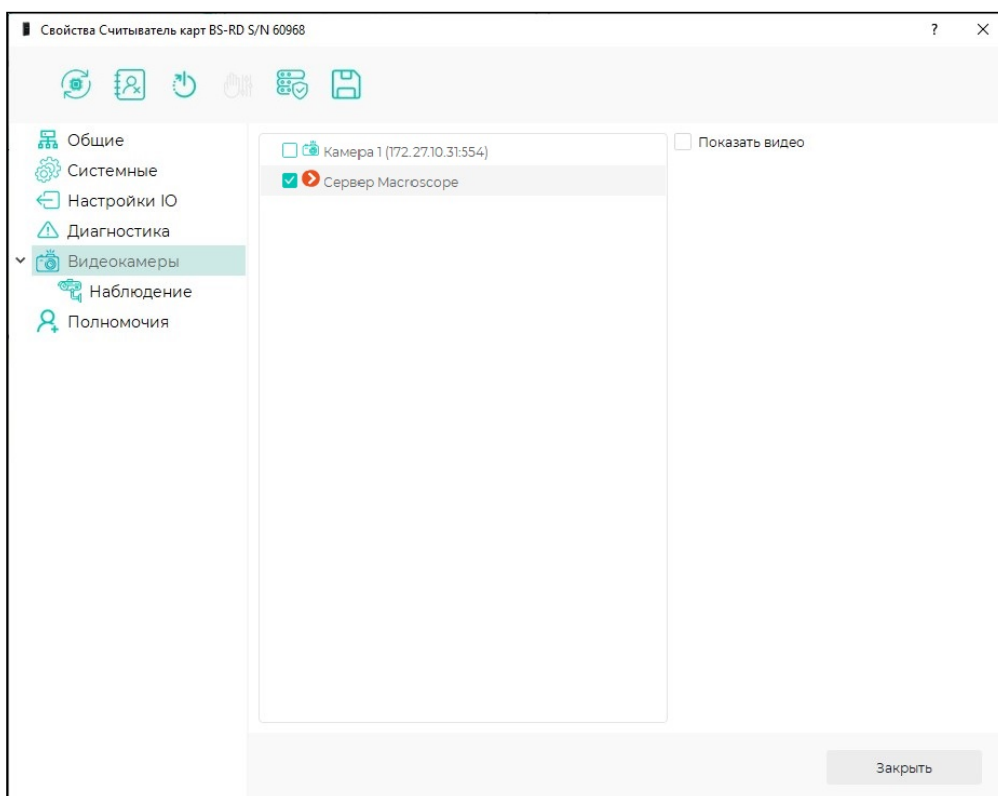 Свойства Считыватель карт BS-RD S/N 60968
Общие
Системные
Настройки IO
Диагностика
Видеокамеры
Наблюдение
Полномочия
Камера 1 (172.27.10.31:554)
Сервер Macroscope
Показать видео
Закрыть